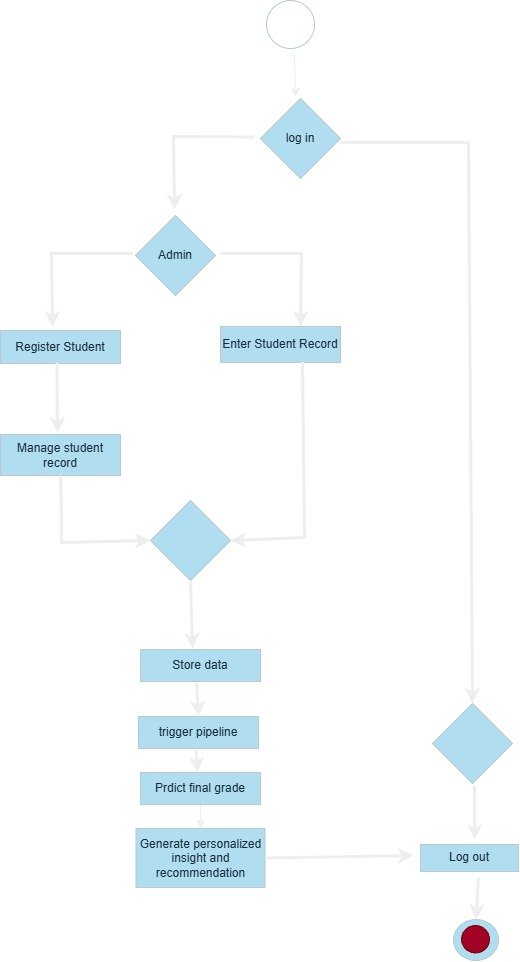 log in
Admin
Register Student
Enter Student Record
Manage student
record
Store data
trigger pipeline
Prdict final grade
Generate personalized
insight and
recommendation
Log out